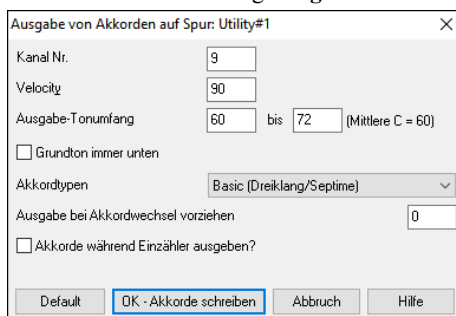 Ausgabe von Akkorden auf Spur: Utility#1
Kanal Nr. 9
Velocity 90
Ausgabe-Tonumfang 60 bis 72 (Mittlere C = 60)
Grundton immer unten
Akkordtypen Basic (Dreiklang/Septime)
Ausgabe bei Akkordwechsel vorziehen 0
Akkorde während Einzähler ausgeben?
Default OK - Akkorde schreiben Abbruch Hilfe